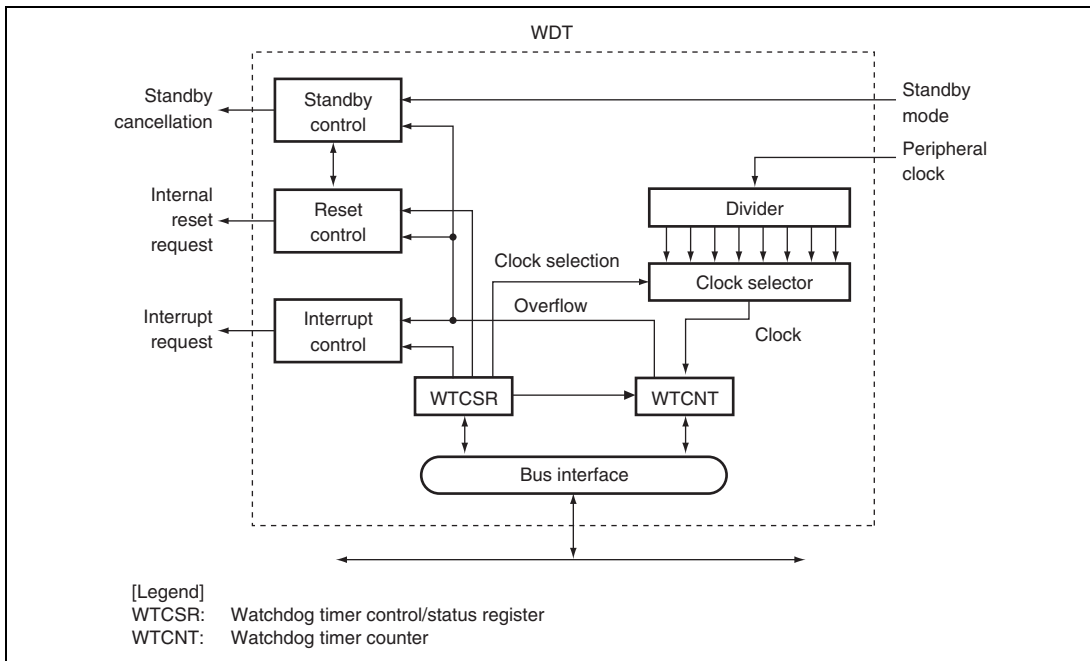 WDT
Standby
cancellation
Standby
control
Standby
mode
Peripheral
clock
Internal
reset
request
Reset
control
Divider
Clock selection
Clock selector
Overflow
Interrupt
request
Interrupt
control
Clock
WTCSR
WTCNT
Bus interface
[Legend]
WTCSR: Watchdog timer control/status register
WTCNT: Watchdog timer counter